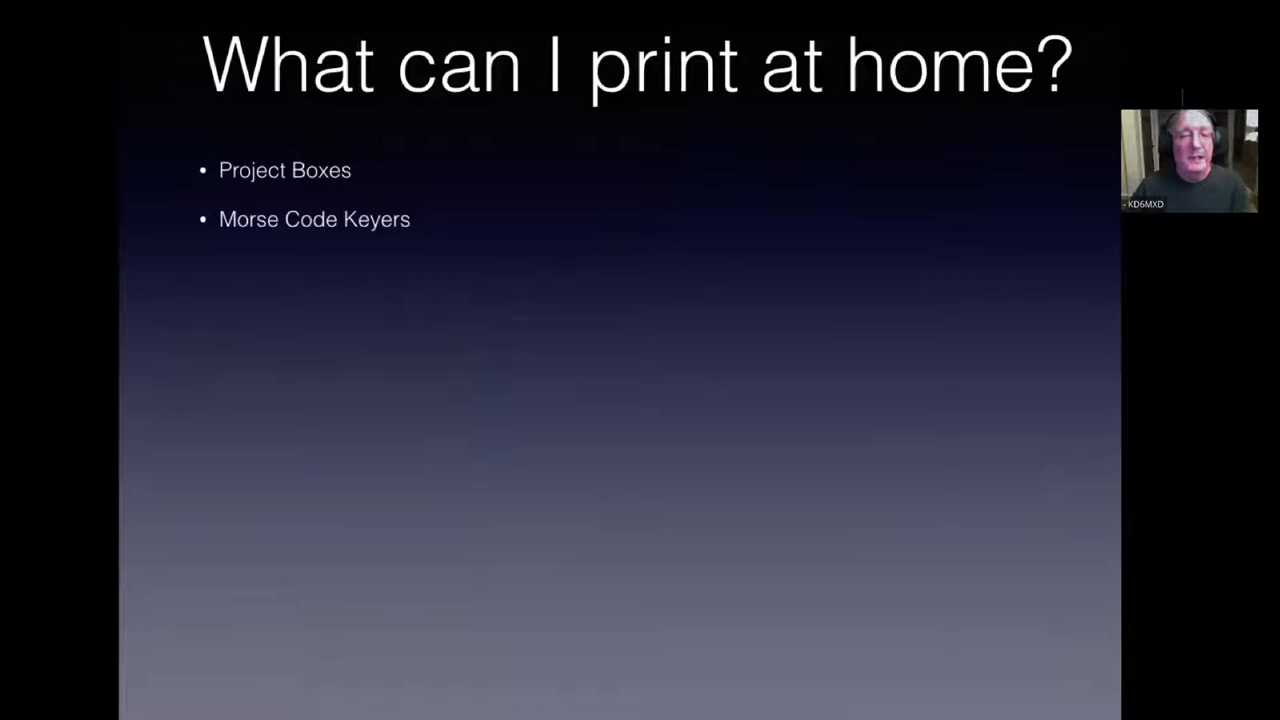 What can I print at home?
• Project Boxes
• Morse Code Keyers
- KD6MXD